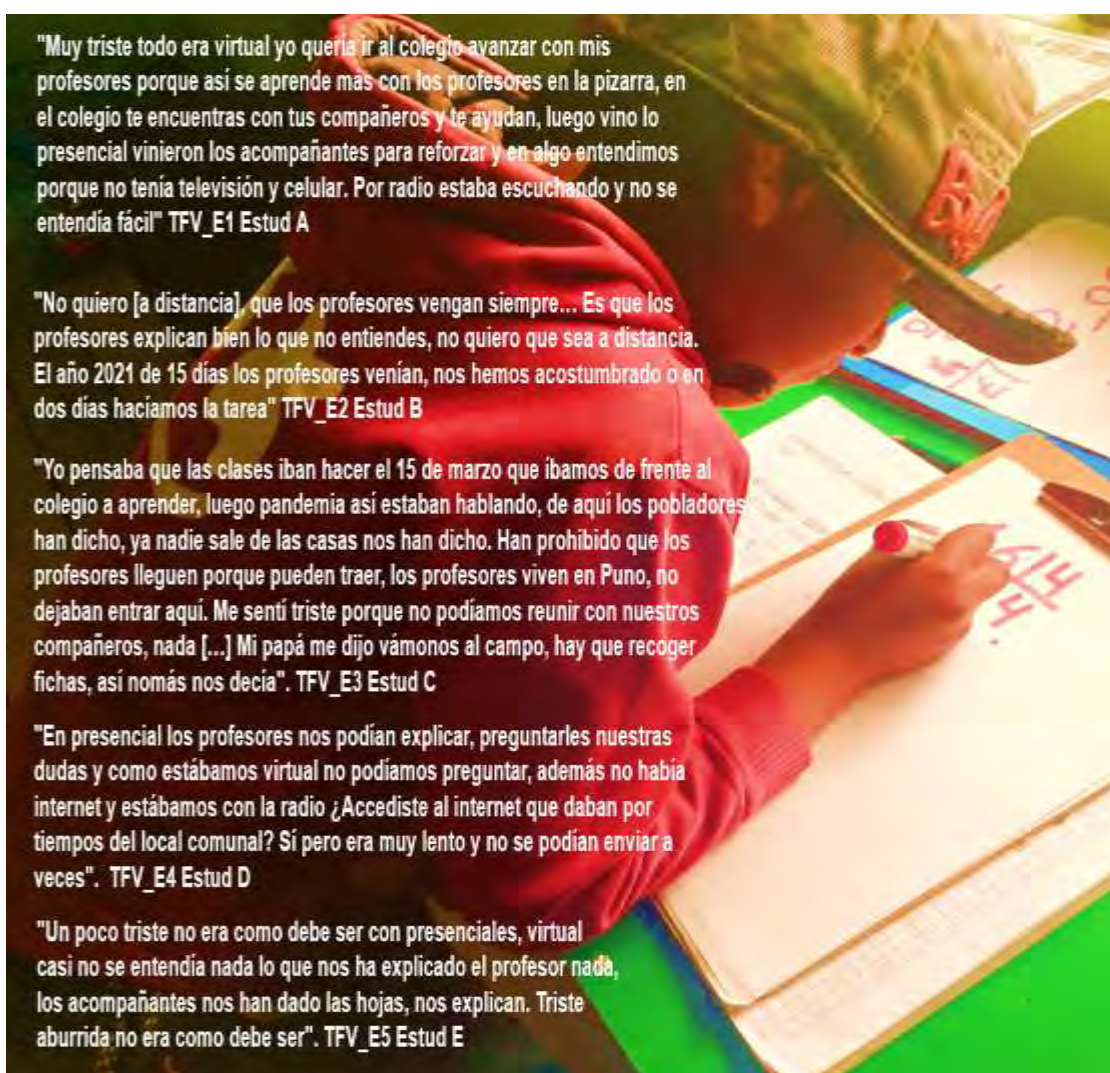 "Muy triste todo era virtual yo quería ir al colegio avanzar con mis
profesores porque así se aprende más con los profesores en la pizarra, en
el colegio te encuentras con tus compañeros y te ayudan, luego vino lo
presencial vinieron los acompañantes para reforzar y en algo entendimos
porque no tenía televisión y celular. Por radio estaba escuchando y no se
entendía fácil" TFV_E1 Estud A
"No quiero [a distancia], que los profesores vengan siempre... Es que los
profesores explican bien lo que no entiendes, no quiero que sea a distancia.
El año 2021 de 15 días los profesores venían, nos hemos acostumbrado o en
dos días hacíamos la tarea" TFV_E2 Estud B
"Yo pensaba que las clases iban hacer el 15 de marzo que íbamos de frente al
colegio a aprender, luego pandemia así estaban hablando, de aquí los pobladores
han dicho, ya nadie sale de las casas nos han dicho. Han prohibido que los
profesores lleguen porque pueden traer, los profesores viven en Puno, no
dejaban entrar aquí. Me sentí triste porque no podíamos reunir con nuestros
compañeros, nada [...] Mi papá me dijo vámonos al campo, hay que recoger
fichas, así nomás nos decía". TFV_E3 Estud C
"En presencial los profesores nos podían explicar, preguntarles nuestras
dudas y como estábamos virtual no podíamos preguntar, además no había
internet y estábamos con la radio ¿Accediste al internet que daban por
tiempos del local comunal? Sí pero era muy lento y no se podían enviar a
veces". TFV_E4 Estud D
"Un poco triste no era como debe ser con presenciales, virtual
casi no se entendía nada lo que nos ha explicado el profesor nada,
los acompañantes nos han dado las hojas, nos explican. Triste
aburrida no era como debe ser". TFV_E5 Estud E
614
4